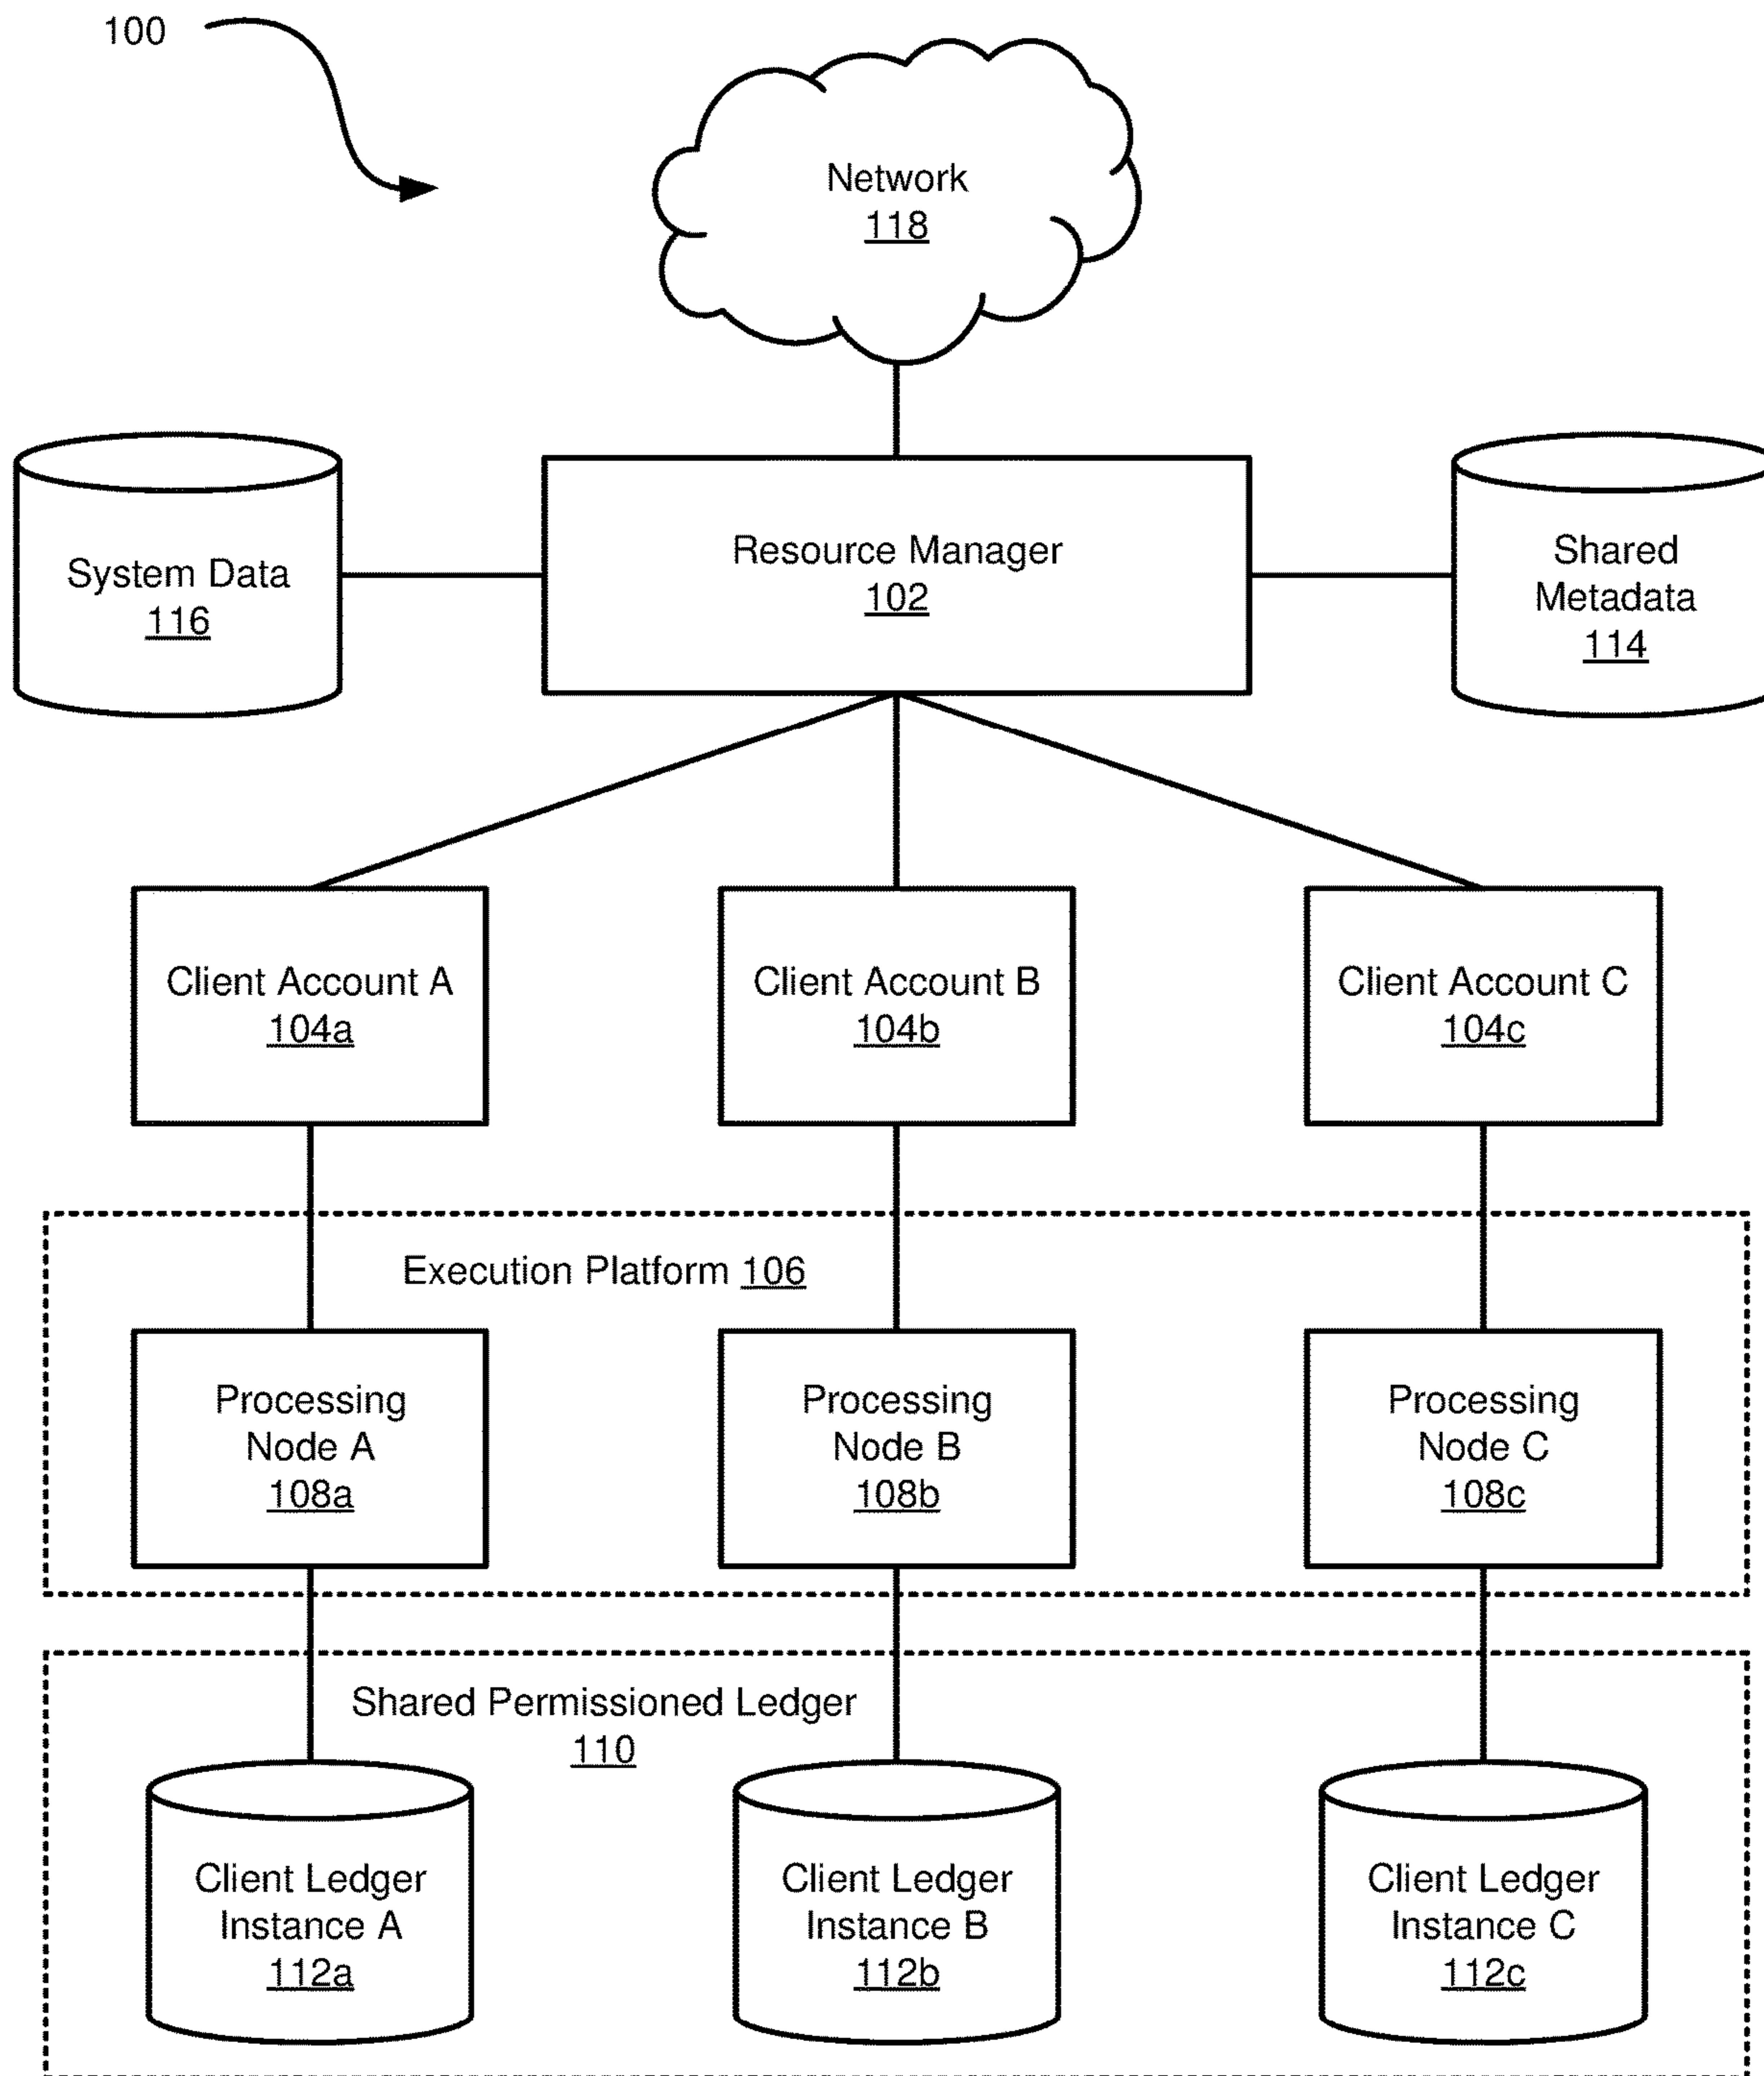 100
Network
118
System Data
116
Resource Manager
102
Shared
Metadata
114
Client Account A
104a
Client Account B
104b
Client Account C
104c
Execution Platform 106
Processing
Node A
108a
Processing
Node B
108b
Processing
Node C
108c
Shared Permissioned Ledger
110
Client Ledger
Instance A
112a
Client Ledger
Instance B
112b
Client Ledger
Instance C
112c